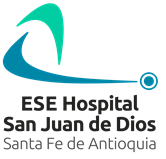 ESE Hospital
San Juan de Dios
Santa Fe de Antioquia